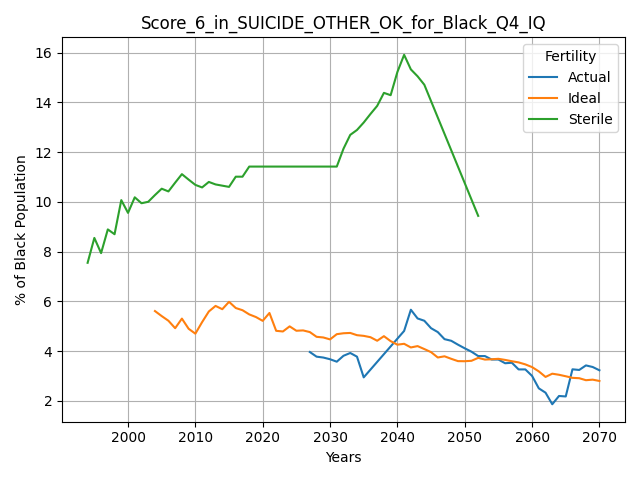 Score_6_in_SUICIDE_OTHER_OK_for_Black_Q4_IQ
Fertility
Actual
Ideal
Sterile
% of Black Population
16
14
12
10
8
6
4
2
2000 2010 2020 2030 2040 2050 2060 2070
Years